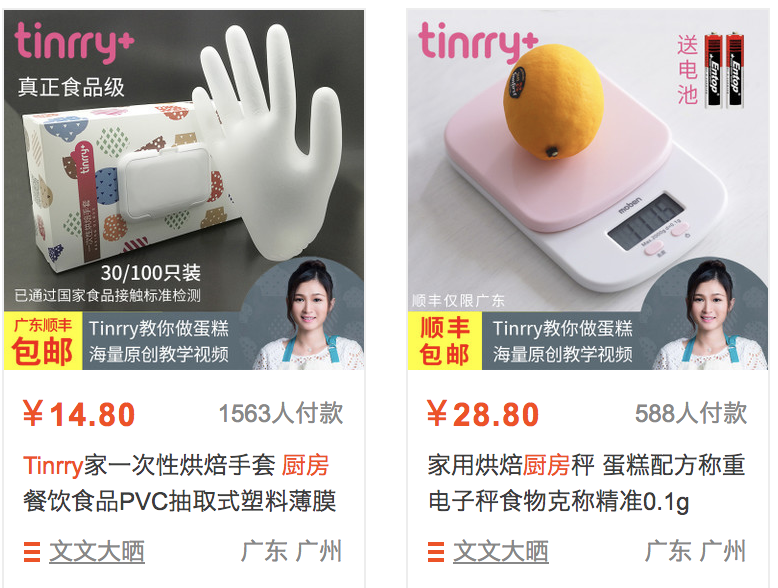 tinrry+
真正食品级
tinrry+
一次性烘焙手套
30/100只装
已通过国家食品接触标准检测
广东顺丰
包邮
Tinrry教你做蛋糕
海量原创教学视频
¥14.80
1563人付款
Tinrry家一次性烘焙手套 厨房
餐饮食品PVC抽取式塑料薄膜
文文大晒
广东 广州
tinrry+
送电池
Entop
Entop
moben
顺丰仅限广东
顺丰
包邮
Tinrry教你做蛋糕
海量原创教学视频
¥28.80
588人付款
家用烘焙厨房秤 蛋糕配方称重
电子秤食物克称精准0.1g
文文大晒
广东 广州